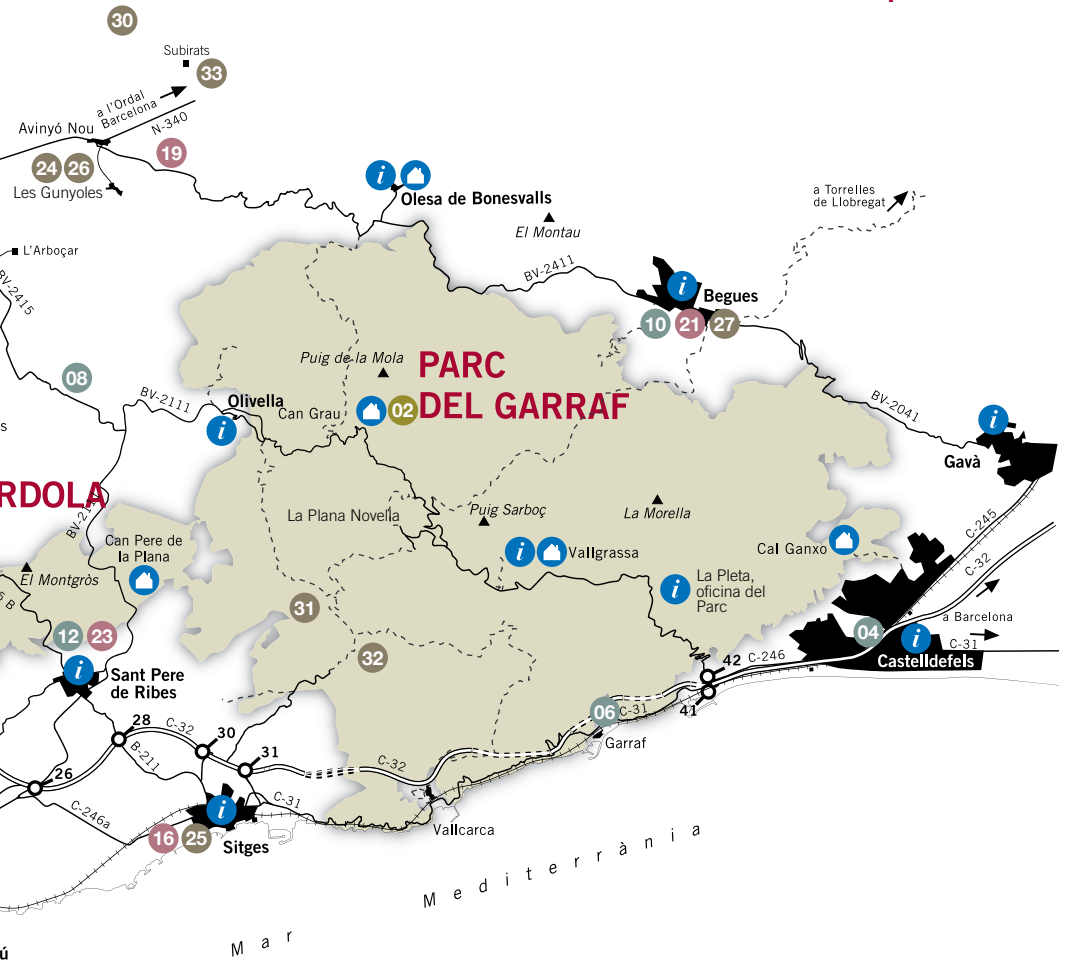 30
Subirats
33
a l'Ordal
Barcelona
N-340
Avinyó Nou
19
24
26
Les Gunyoles
i
Olesa de Bonesvalls
El Montau
a Torrelles
de Llobregat
L'Arboçar
BV-2415
BV-2411
i
Begues
10
21
27
08
Puig de la Mola
PARC
DEL GARRAF
02
Can Grau
BV-2111
Olivella
i
BV-2041
i
Gavà
s
RDOLA
BV-211
La Plana Novella
Puig Sarboç
La Morella
C-245
C-32
Can Pere de
la Plana
i
Vallgrassa
Cal Ganxo
El Montgròs
5 B
i
La Pleta,
oficina del
Parc
31
a Barcelona
12
23
04
i
C-31
Castelldefels
32
i
Sant Pere
de Ribes
42
C-246
41
06
C-31
Garraf
28
C-32
30
31
B-211
26
C-32
C-246a
i
C-31
16
25
Sitges
Vallcarca
Mar Mediterrània
ú